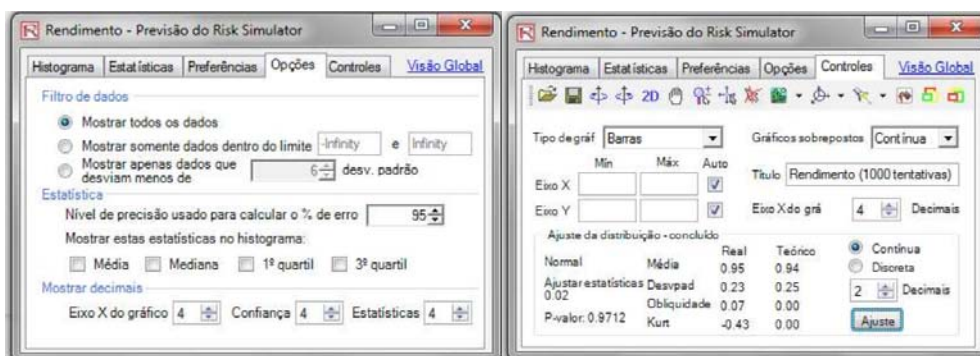 Rendimento - Previsão do Risk Simulator
Histograma Estatísticas Preferências Opções Controles Visão Global
Filtro de dados
Mostrar todos os dados
Mostrar somente dados dentro do limite -Infinity e Infinity
Mostrar apenas dados que
desviam menos de 6 desv. padrão
Estatística
Nível de precisão usado para calcular o % de erro 95
Mostrar estas estatísticas no histograma:
Média Mediana 1º quartil 3º quartil
Mostrar decimais
Eixo X do gráfico 4 Confiança 4 Estatísticas 4
Rendimento - Previsão do Risk Simulator
Histograma Estatísticas Preferências Opções Controles Visão Global
2D
Tipo de gráf Barras Gráficos sobrepostos Contínua
Mín Máx Auto
Título Rendimento (1000 tentativas)
Eixo X
Eixo Y Eixo X do grá 4 Decimais
Ajuste da distribuição - concluído
Real Teórico
Normal Média 0.95 0.94 Contínua
Ajustar estatísticas Desvpad 0.23 0.25 Discreta
0.02 Obliquidade 0.07 0.00 2 Decimais
P-valor: 0.9712 Kurt -0.43 0.00 Ajuste